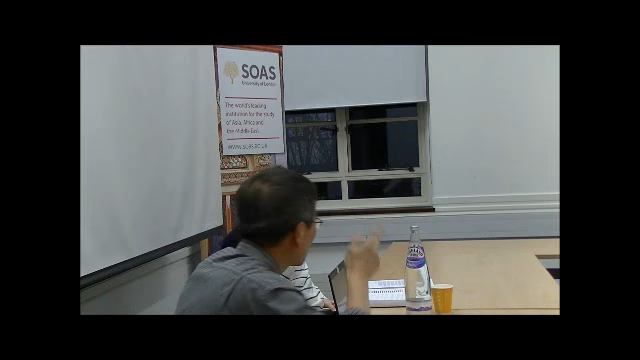 SOAS
University of London
The world's leading
institution for the study
of Asia, Africa and
the Middle East
www.soas.ac.uk